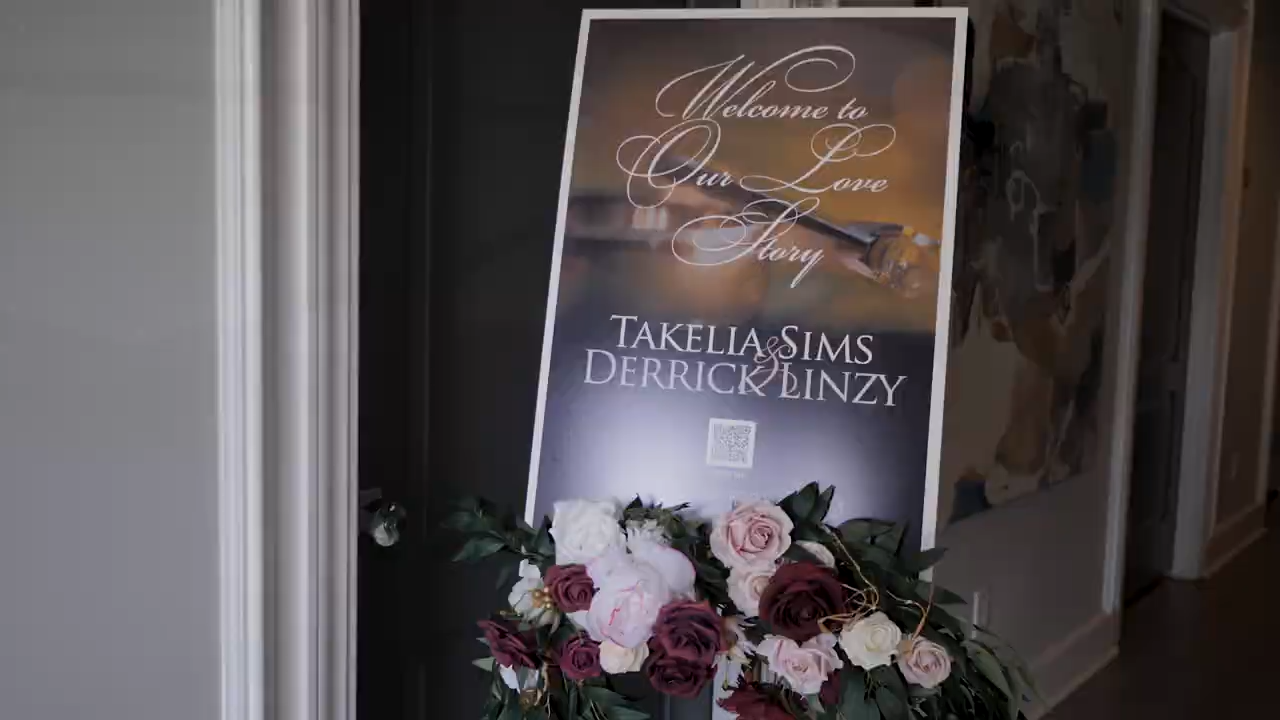 Welcome to
Our Love
Story
TAKELIA & SIMS
DERRICK LINZY